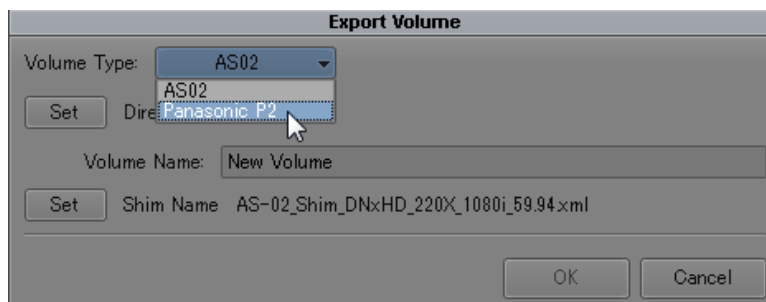 Export Volume
Volume Type: AS02
AS02
Set Dire Panasonic P2
Volume Name: New Volume
Set Shim Name AS-02_Shim_DNxHD_220X_1080i_59.94.xml
OK Cancel